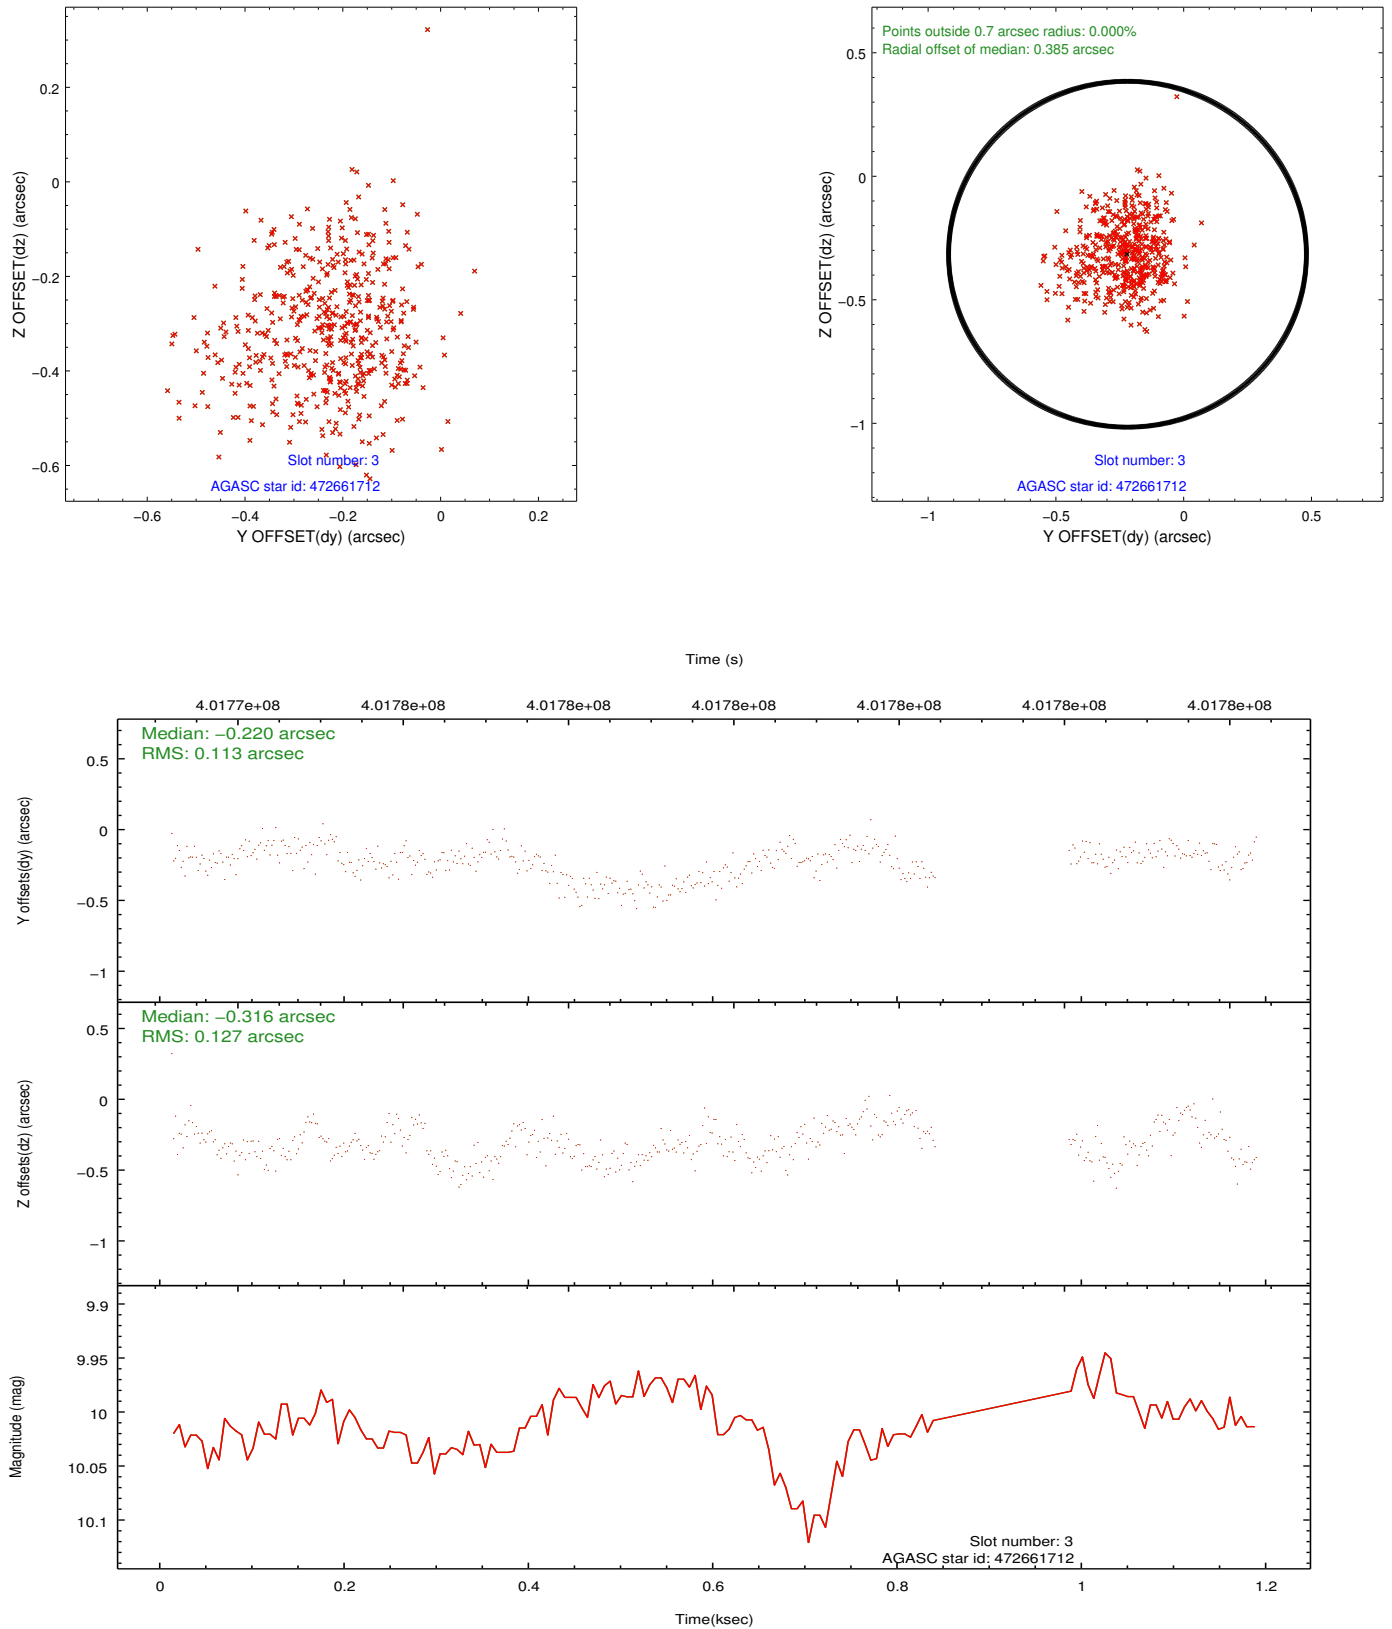 0.2
0
−0.2
−0.4
−0.6
−0.6
−0.4
−0.2
0
0.2
Z OFFSET(dz) (arcsec)
Y OFFSET(dy) (arcsec)
Slot number: 3
AGASC star id: 472661712
Points outside 0.7 arcsec radius: 0.000%
Radial offset of median: 0.385 arcsec
0.5
0
−0.5
−1
−1
−0.5
0
0.5
Z OFFSET(dz) (arcsec)
Y OFFSET(dy) (arcsec)
Slot number: 3
AGASC star id: 472661712
Time (s)
4.0177e+08
4.0178e+08
4.0178e+08
4.0178e+08
4.0178e+08
4.0178e+08
4.0178e+08
Median: −0.220 arcsec
RMS: 0.113 arcsec
0.5
0
−0.5
−1
Y offsets(dy) (arcsec)
Median: −0.316 arcsec
RMS: 0.127 arcsec
0.5
0
−0.5
−1
Z offsets(dz) (arcsec)
9.9
9.95
10
10.05
10.1
Magnitude (mag)
Slot number: 3
AGASC star id: 472661712
0
0.2
0.4
0.6
0.8
1
1.2
Time(ksec)